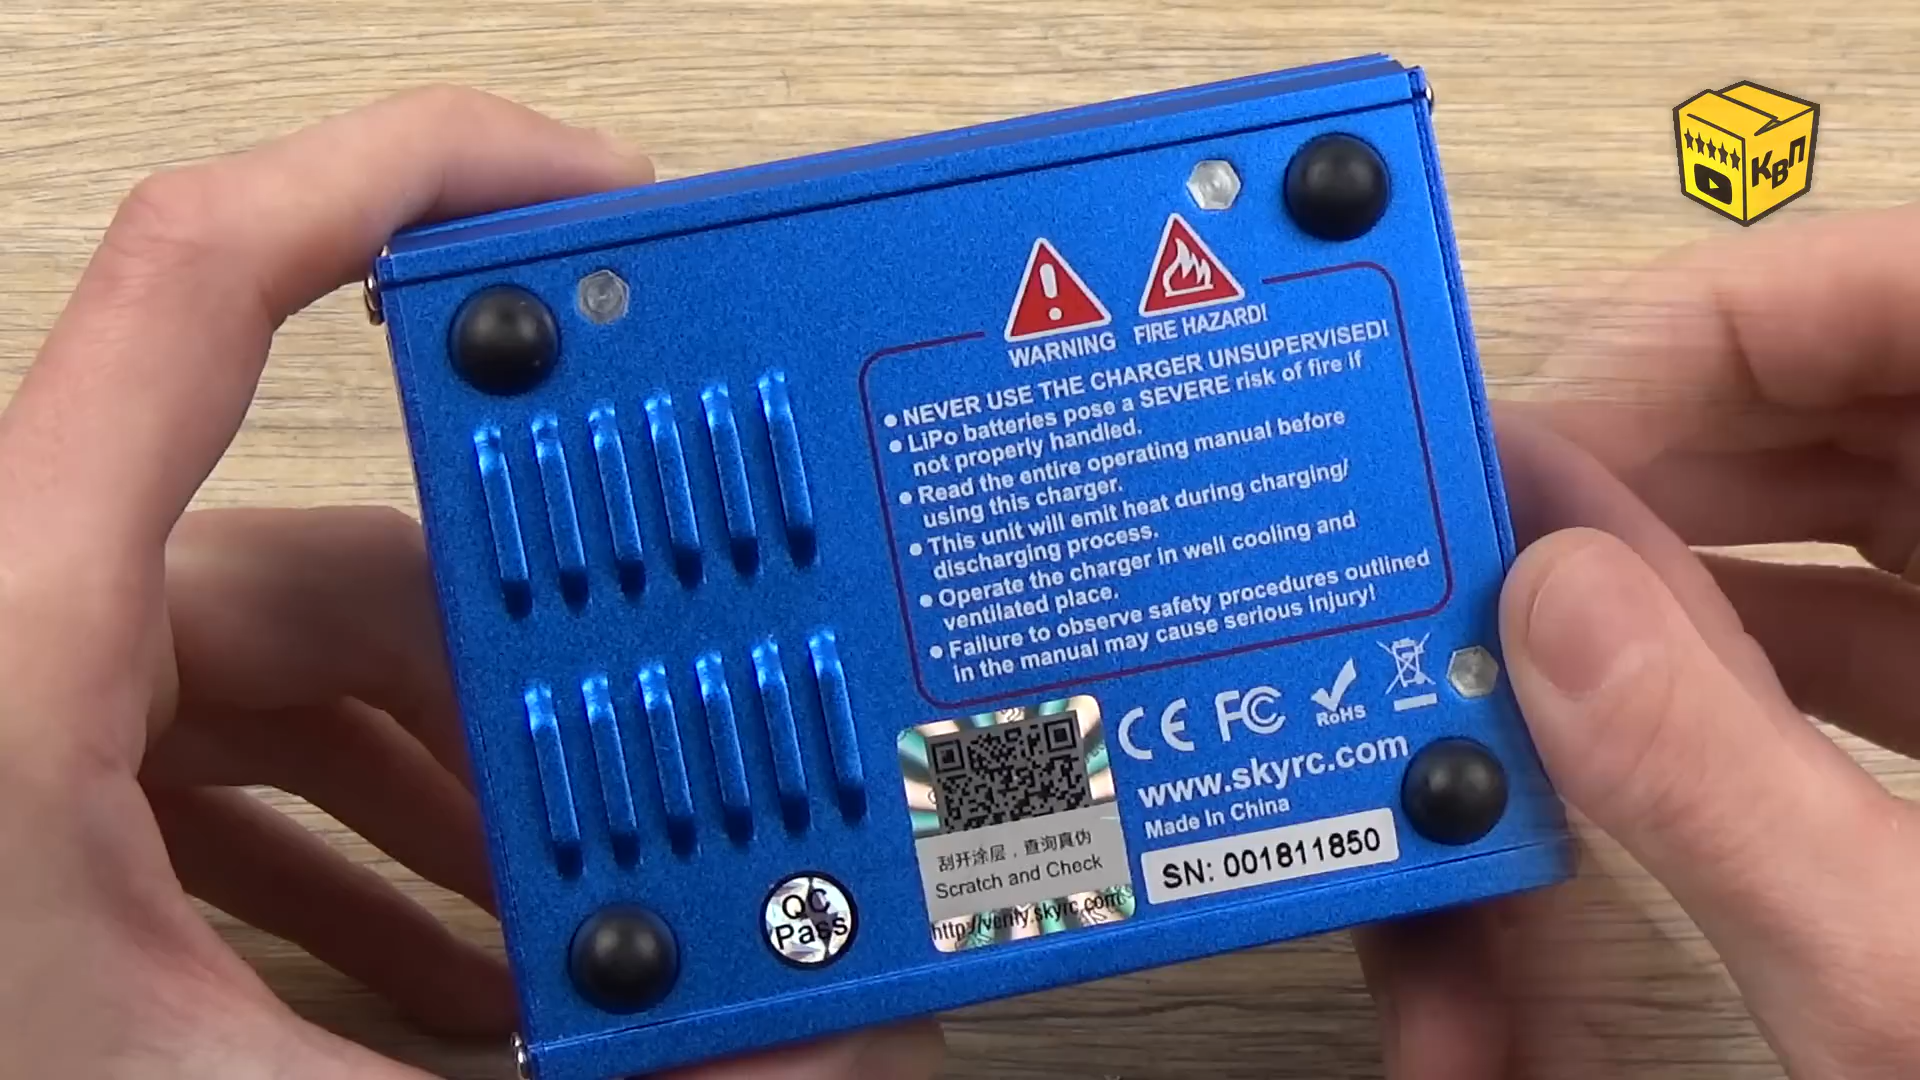 WARNING
FIRE HAZARD!
● NEVER USE THE CHARGER UNSUPERVISED!
● LiPo batteries pose a SEVERE risk of fire if
not properly handled.
● Read the entire operating manual before
using this charger.
● This unit will emit heat during charging/
discharging process.
● Operate the charger in well cooling and
ventilated place.
● Failure to observe safety procedures outlined
in the manual may cause serious injury!
CE FC RoHS
www.skyrc.com
Made In China
SN: 001811850
刮开涂层，查询真伪
Scratch and Check
http://verify.skyrc.com
QC
Pass
КВП